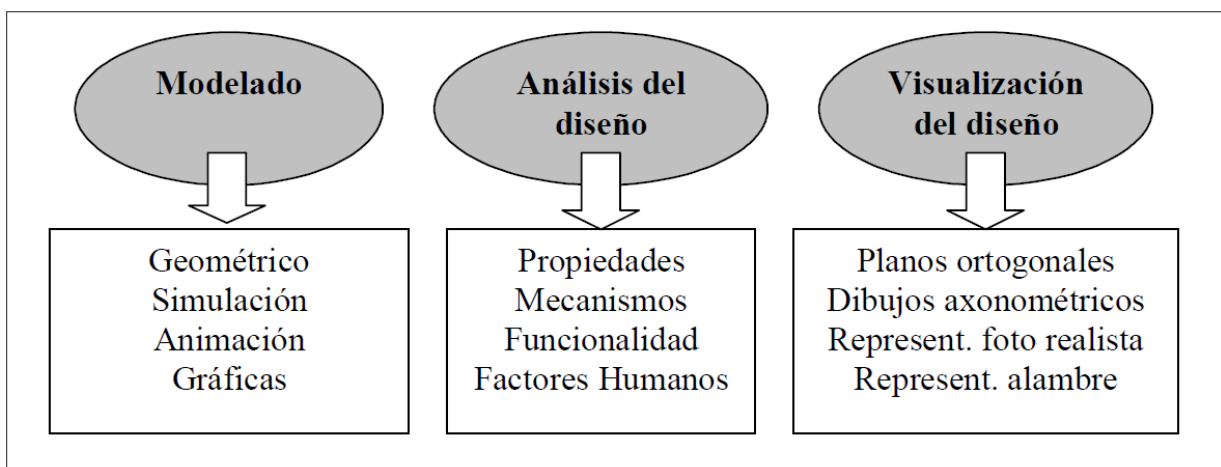 Modelado
Geométrico
Simulación
Animación
Gráficas
Análisis del
diseño
Propiedades
Mecanismos
Funcionalidad
Factores Humanos
Visualización
del diseño
Planos ortogonales
Dibujos axonométricos
Represent. foto realista
Represent. alambre